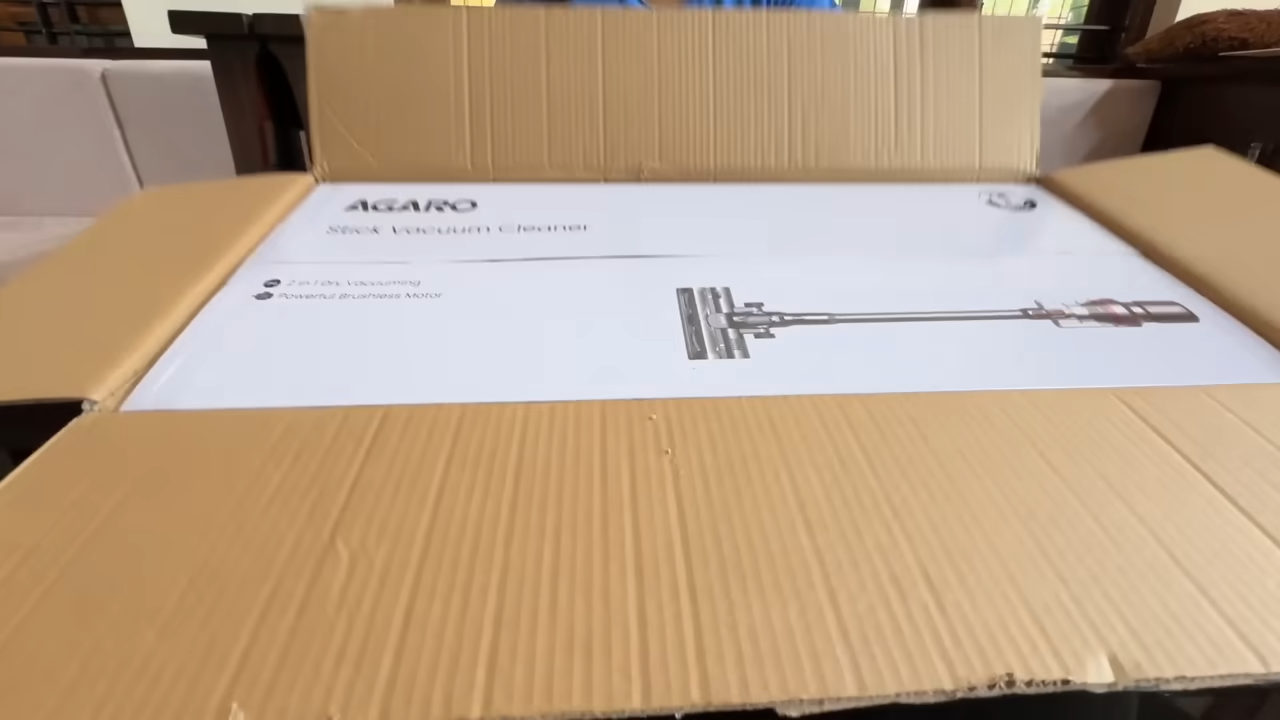 AGARO
Stick Vacuum Cleaner
2 in 1 Dry Vacuuming
Powerful Brushless Motor